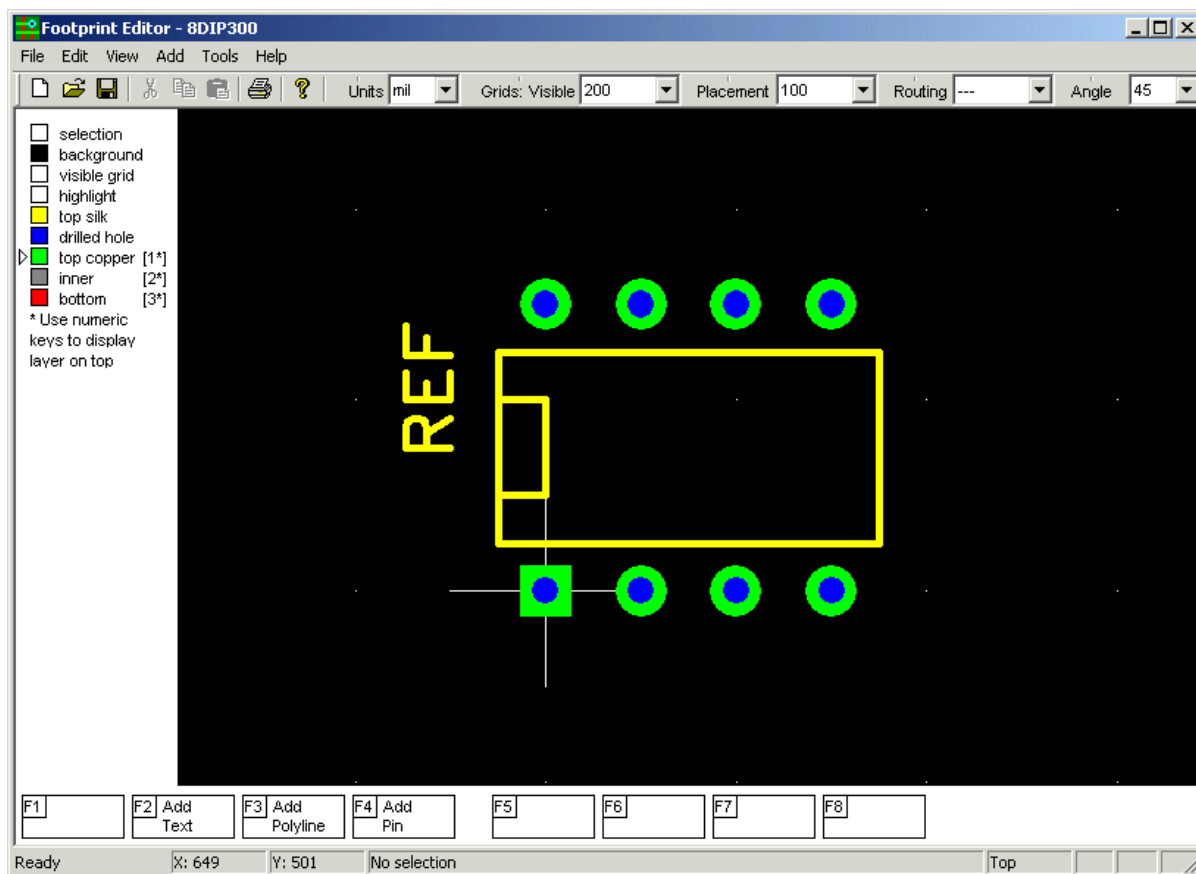 Footprint Editor - 8DIP300
File Edit View Add Tools Help
Units mil Grids: Visible 200 Placement 100 Routing --- Angle 45
selection
background
visible grid
highlight
top silk
drilled hole
top copper [1*]
inner [2*]
bottom [3*]
* Use numeric
keys to display
layer on top
REF
F1 F2 Add Text F3 Add Polyline F4 Add Pin F5 F6 F7 F8
Ready X: 649 Y: 501 No selection Top